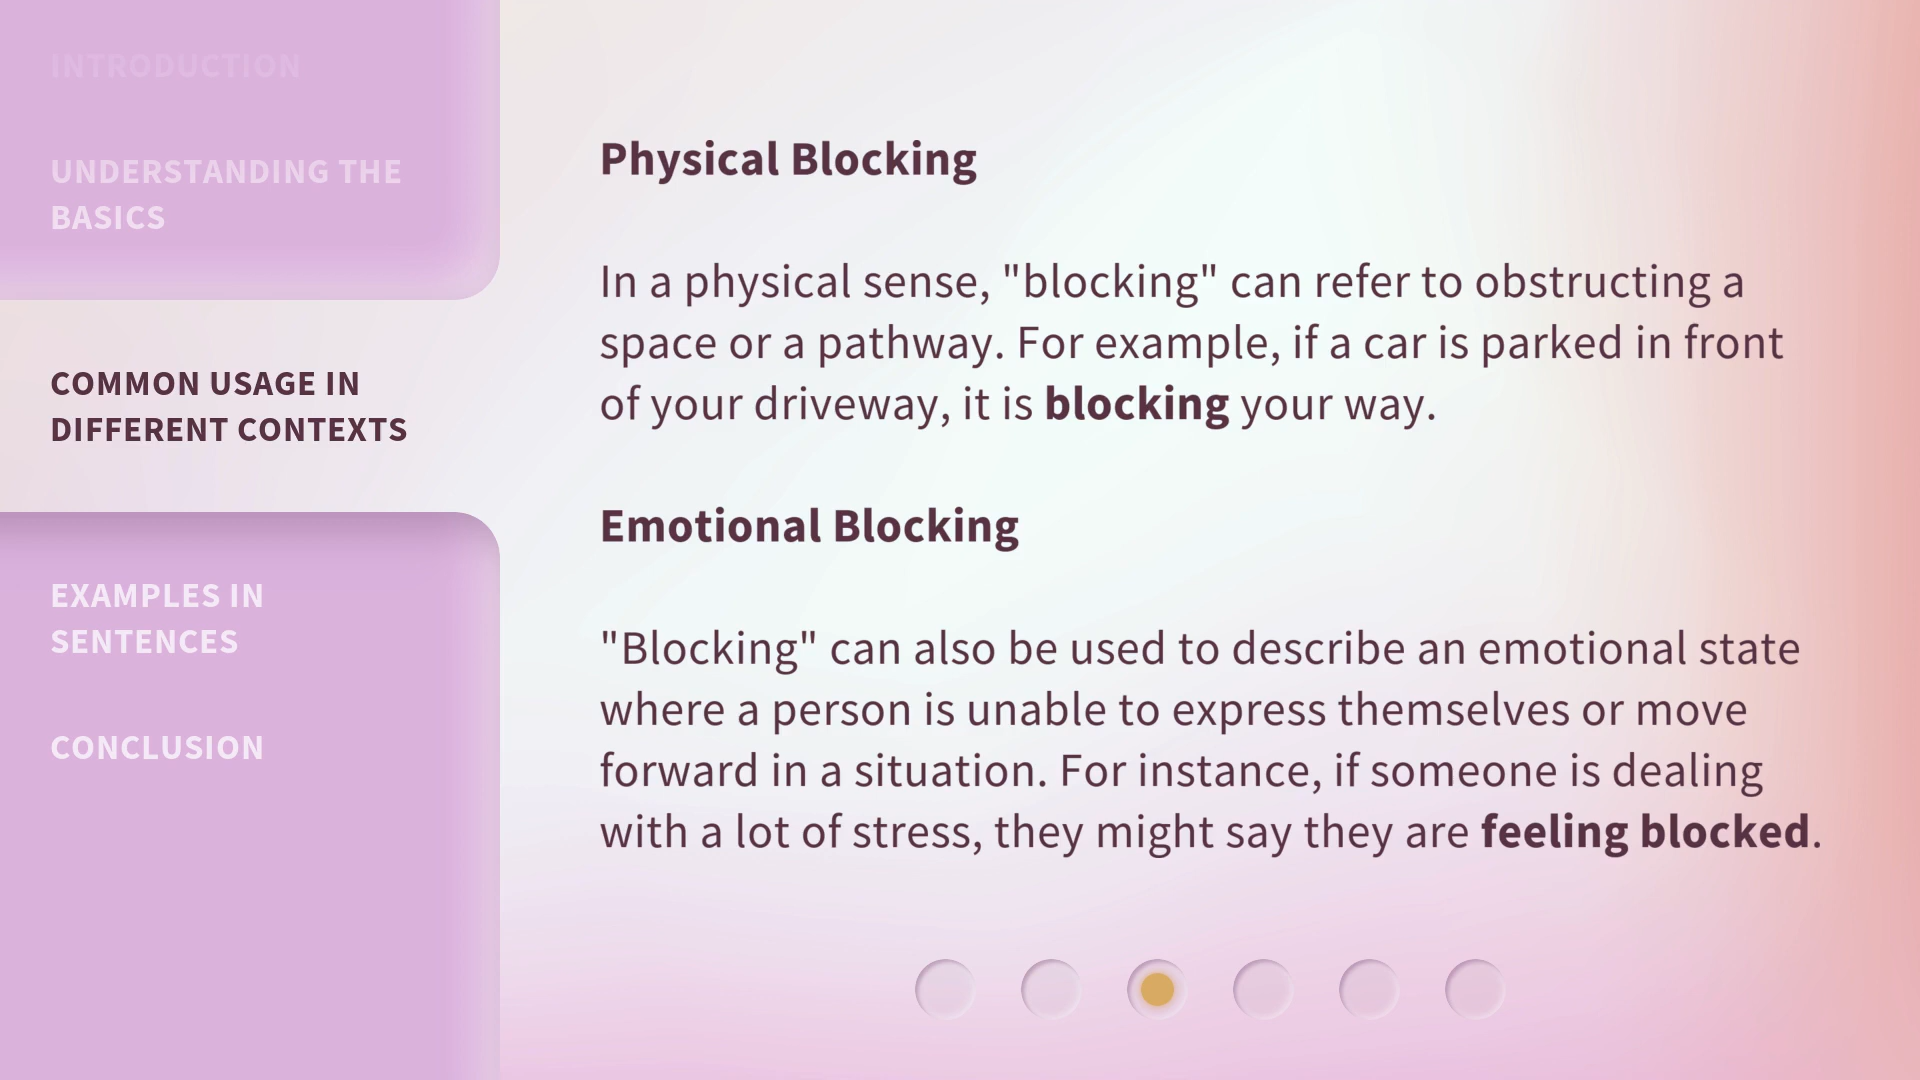 INTRODUCTION
UNDERSTANDING THE
BASICS
COMMON USAGE IN
DIFFERENT CONTEXTS
EXAMPLES IN
SENTENCES
CONCLUSION
Physical Blocking
In a physical sense, "blocking" can refer to obstructing a
space or a pathway. For example, if a car is parked in front
of your driveway, it is blocking your way.
Emotional Blocking
"Blocking" can also be used to describe an emotional state
where a person is unable to express themselves or move
forward in a situation. For instance, if someone is dealing
with a lot of stress, they might say they are feeling blocked.